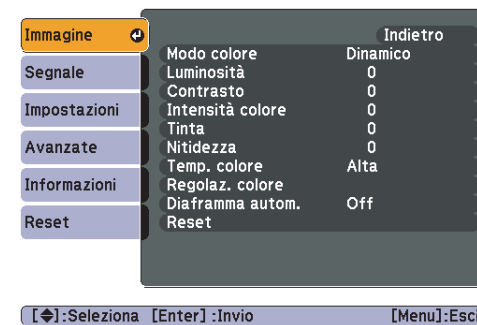 Immagine
Segnale
Impostazioni
Avanzate
Informazioni
Reset
Indietro
Modo colore Dinamico
Luminosità 0
Contrasto 0
Intensità colore 0
Tinta 0
Nitidezza 0
Temp. colore Alta
Regolaz. colore
Diaframma autom. Off
Reset
[◆]:Seleziona [Enter] :Invio [Menu]:Esci